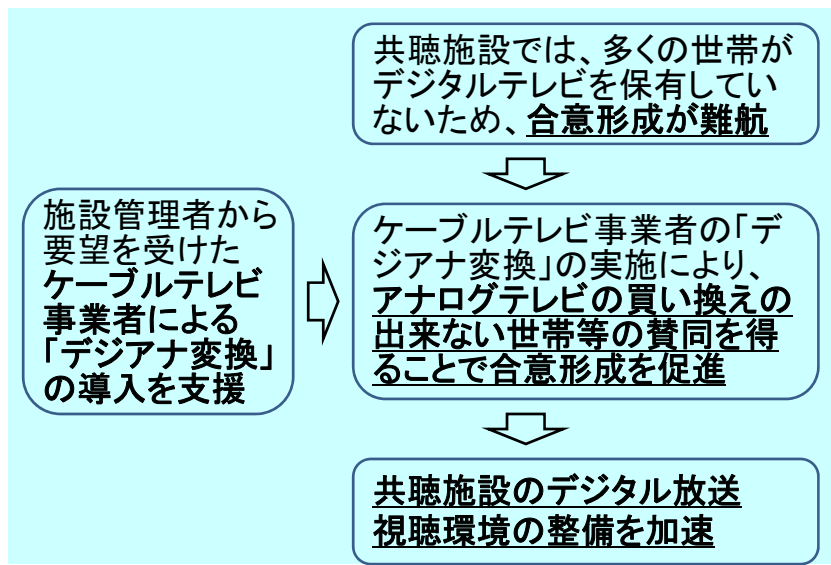 共聴施設では、多くの世帯が
デジタルテレビを保有してい
ないため、合意形成が難航
施設管理者から
要望を受けた
ケーブルテレビ
事業者による
「デジアナ変換」
の導入を支援
ケーブルテレビ事業者の「デ
ジアナ変換」の実施により、
アナログテレビの買い換えの
出来ない世帯等の賛同を得
ることで合意形成を促進
共聴施設のデジタル放送
視聴環境の整備を加速